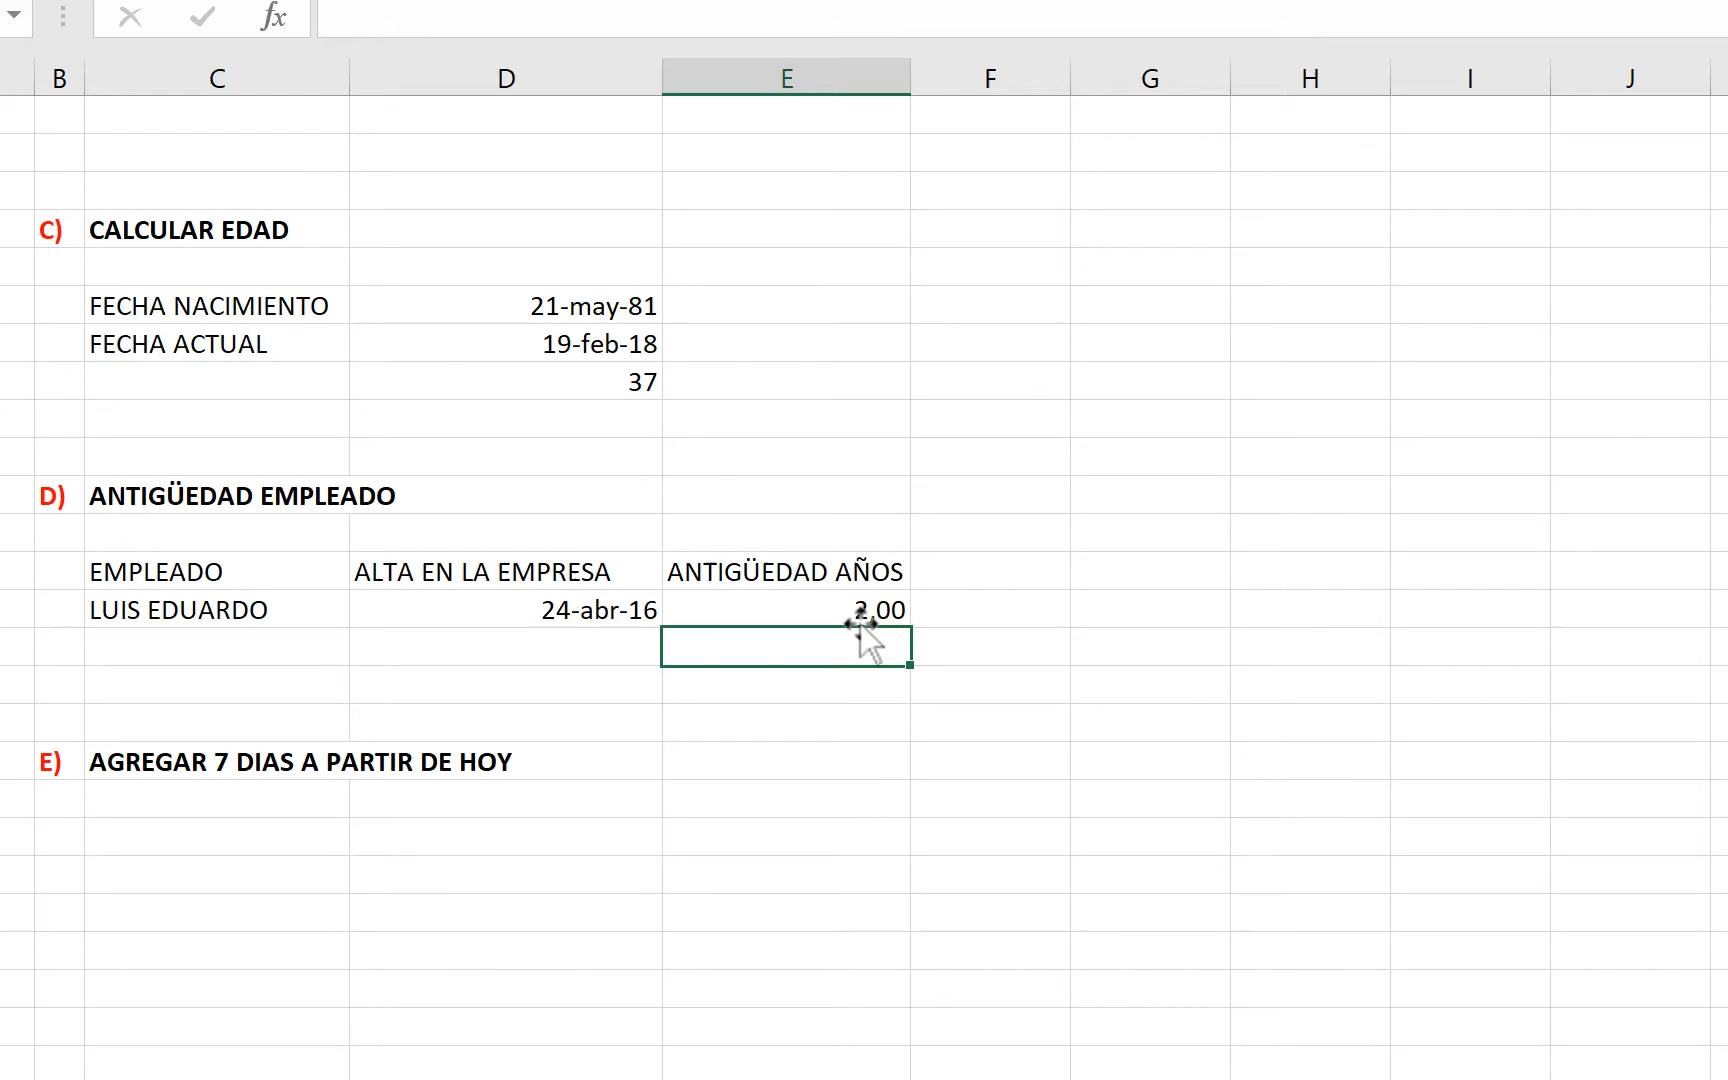 fx
B C D E F G H I J
C) CALCULAR EDAD
FECHA NACIMIENTO 21-may-81
FECHA ACTUAL 19-feb-18
37
D) ANTIGÜEDAD EMPLEADO
EMPLEADO ALTA EN LA EMPRESA ANTIGÜEDAD AÑOS
LUIS EDUARDO 24-abr-16 2.00
E) AGREGAR 7 DIAS A PARTIR DE HOY